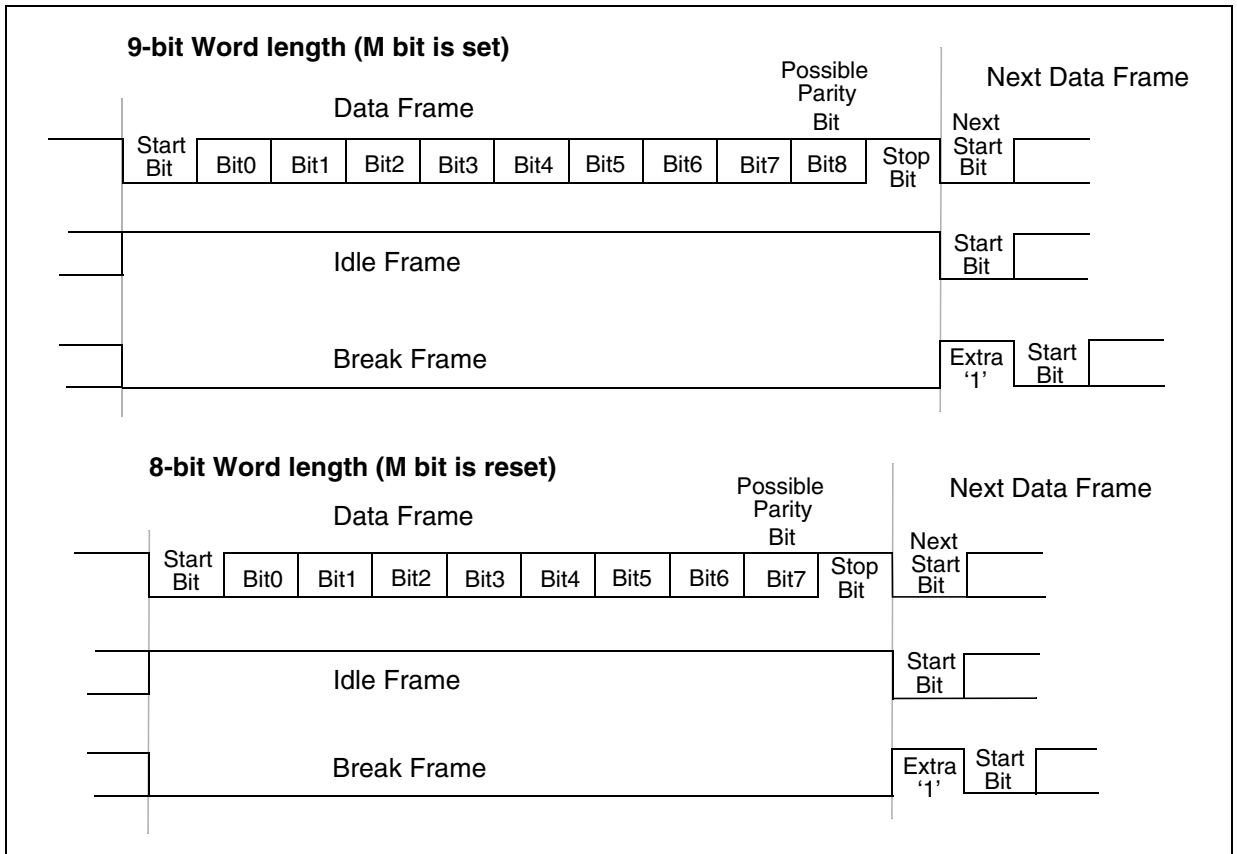 9-bit Word length (M bit is set)
Possible
Parity
Bit
Next Data Frame
Data Frame
Next
Start
Bit
Start
Bit
Bit0
Bit1
Bit2
Bit3
Bit4
Bit5
Bit6
Bit7
Bit8
Stop
Bit
Idle Frame
Start
Bit
Break Frame
Extra
‘1’
Start
Bit
8-bit Word length (M bit is reset)
Possible
Parity
Bit
Next Data Frame
Data Frame
Next
Start
Bit
Start
Bit
Bit0
Bit1
Bit2
Bit3
Bit4
Bit5
Bit6
Bit7
Stop
Bit
Idle Frame
Start
Bit
Break Frame
Extra
‘1’
Start
Bit